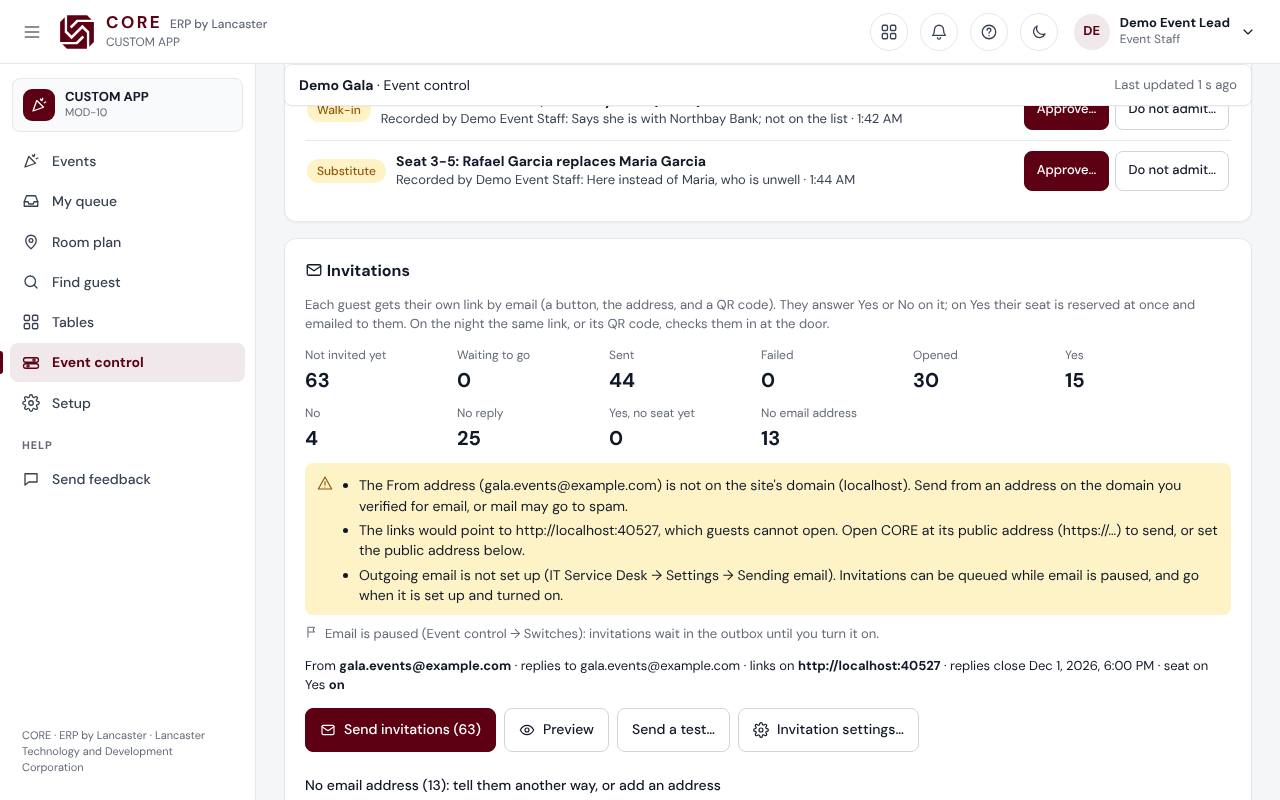 CORE ERP by Lancaster
CUSTOM APP
DE
Demo Event Lead
Event Staff
CUSTOM APP
MOD-10
Events
My queue
Room plan
Find guest
Tables
Event control
Setup
HELP
Send feedback
CORE · ERP by Lancaster · Lancaster
Technology and Development
Corporation
Demo Gala · Event control
Last updated 1 s ago
Walk-in
Recorded by Demo Event Staff: Says she is with Northbay Bank; not on the list · 1:42 AM
Approve…
Do not admit…
Substitute
Seat 3-5: Rafael Garcia replaces Maria Garcia
Recorded by Demo Event Staff: Here instead of Maria, who is unwell · 1:44 AM
Approve…
Do not admit…
Invitations
Each guest gets their own link by email (a button, the address, and a QR code). They answer Yes or No on it; on Yes their seat is reserved at once and
emailed to them. On the night the same link, or its QR code, checks them in at the door.
Not invited yet Waiting to go Sent Failed Opened Yes
63 0 44 0 30 15
No No reply Yes, no seat yet No email address
4 25 0 13
• The From address (gala.events@example.com) is not on the site's domain (localhost). Send from an address on the domain you
verified for email, or mail may go to spam.
• The links would point to http://localhost:40527, which guests cannot open. Open CORE at its public address (https://…) to send, or set
the public address below.
• Outgoing email is not set up (IT Service Desk → Settings → Sending email). Invitations can be queued while email is paused, and go
when it is set up and turned on.
Email is paused (Event control → Switches): invitations wait in the outbox until you turn it on.
From gala.events@example.com · replies to gala.events@example.com · links on http://localhost:40527 · replies close Dec 1, 2026, 6:00 PM · seat on
Yes on
Send invitations (63)
Preview
Send a test…
Invitation settings…
No email address (13): tell them another way, or add an address